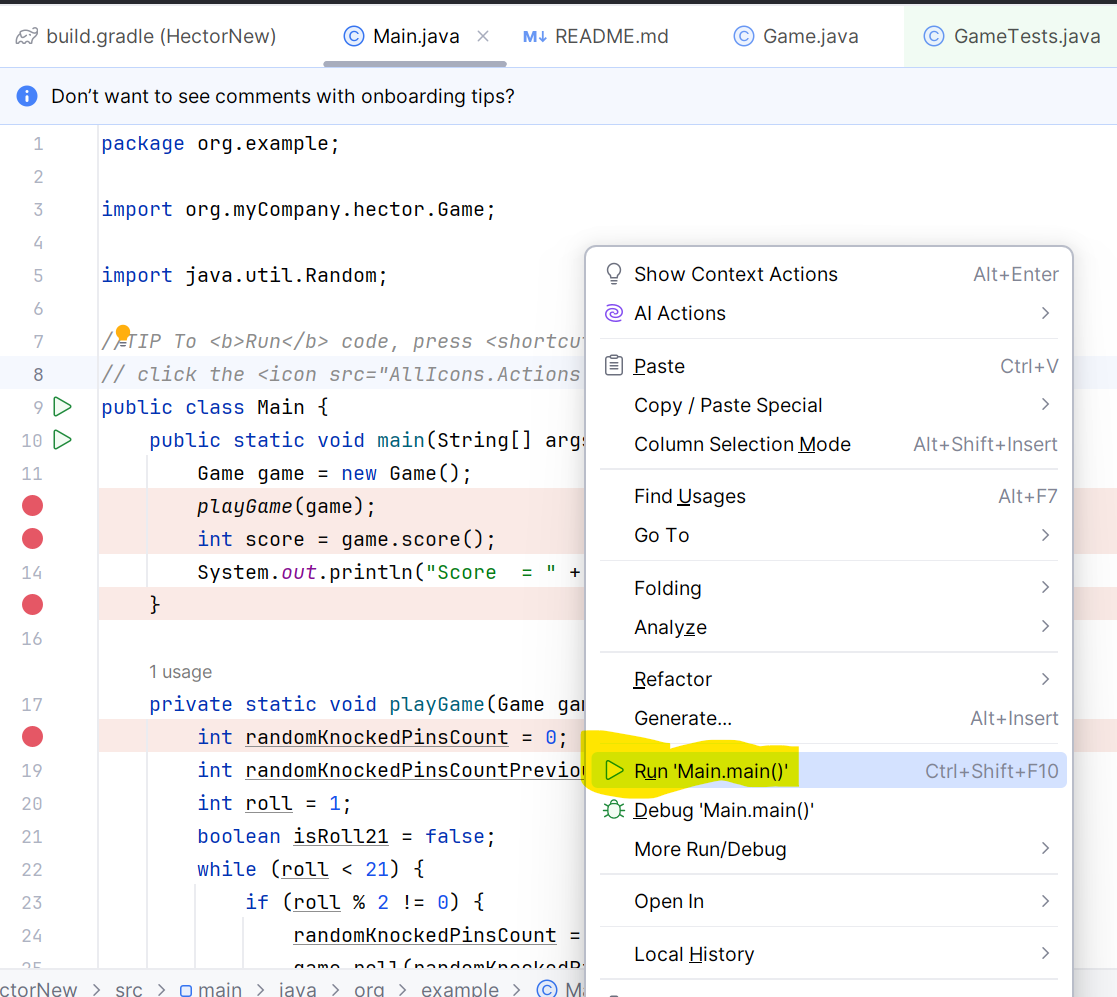 build.gradle (HectorNew)
Main.java
M↓ README.md
Game.java
GameTests.java
Don't want to see comments with onboarding tips?
1 package org.example;
2
3 import org.myCompany.hector.Game;
4
5 import java.util.Random;
6
7 //TIP To <b>Run</b> code, press <shortcu
8 // click the <icon src="AllIcons.Actions
9 public class Main {
10 public static void main(String[] args
11 Game game = new Game();
playGame(game);
int score = game.score();
14 System.out.println("Score  = " +
}
16
1 usage
17 private static void playGame(Game gam
int randomKnockedPinsCount = 0;
19 int randomKnockedPinsCountPreviou
20 int roll = 1;
21 boolean isRoll21 = false;
22 while (roll < 21) {
23 if (roll % 2 != 0) {
24 randomKnockedPinsCount =
25 game.roll(randomKnockedPi
Show Context Actions Alt+Enter
AI Actions
Paste Ctrl+V
Copy / Paste Special
Column Selection Mode Alt+Shift+Insert
Find Usages Alt+F7
Go To
Folding
Analyze
Refactor
Generate... Alt+Insert
Run 'Main.main()' Ctrl+Shift+F10
Debug 'Main.main()'
More Run/Debug
Open In
Local History
ctorNew > src > main > java > org > example > Ma